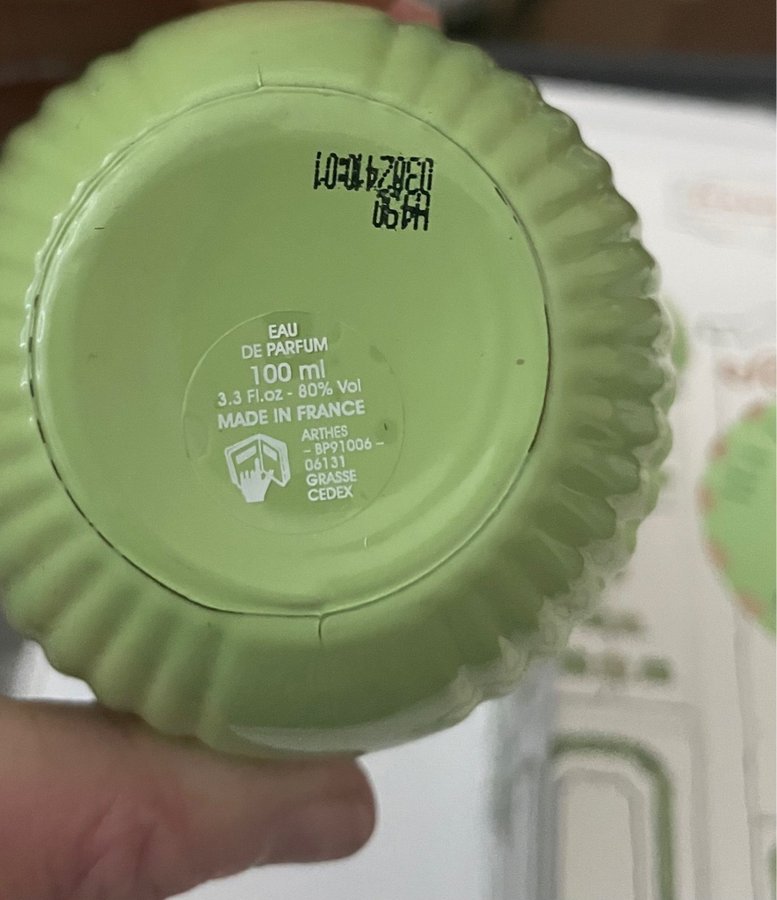 EAU
DE PARFUM
100 ml
3.3 Fl.oz - 80% Vol
MADE IN FRANCE
ARTHES
– BP91006 –
06131
GRASSE
CEDEX